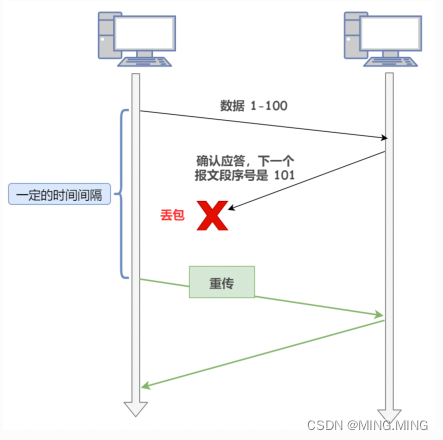 数据 1-100
确认应答，下一个
报文段序号是 101
一定的时间间隔
丢包
重传
CSDN @MING.MING